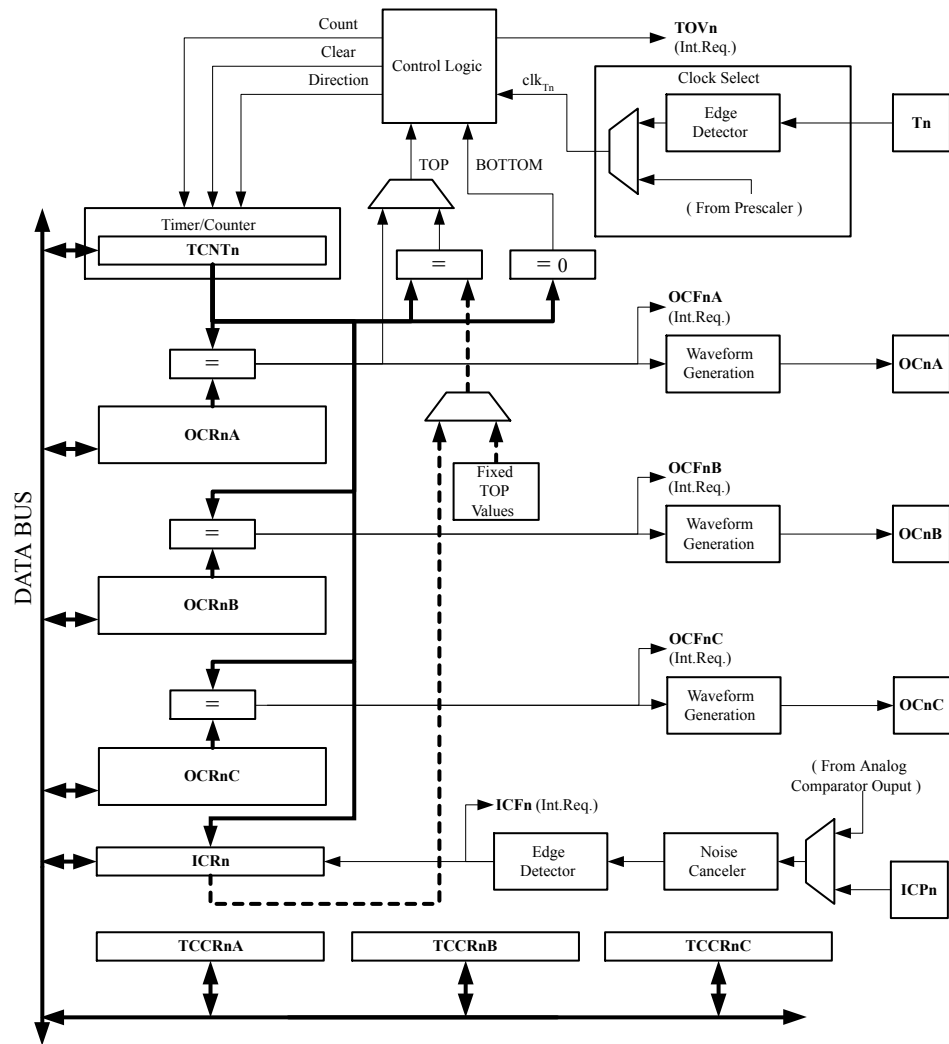 Count
Clear
Direction
Control Logic
TOVn
(Int.Req.)
clkTn
Clock Select
Edge
Detector
Tn
( From Prescaler )
TOP
BOTTOM
Timer/Counter
TCNTn
=
= 0
OCFnA
(Int.Req.)
=
Waveform
Generation
OCnA
OCRnA
Fixed
TOP
Values
OCFnB
(Int.Req.)
=
Waveform
Generation
OCnB
DATA BUS
OCRnB
OCFnC
(Int.Req.)
=
Waveform
Generation
OCnC
OCRnC
( From Analog
Comparator Ouput )
ICFn (Int.Req.)
ICRn
Edge
Detector
Noise
Canceler
ICPn
TCCRnA
TCCRnB
TCCRnC